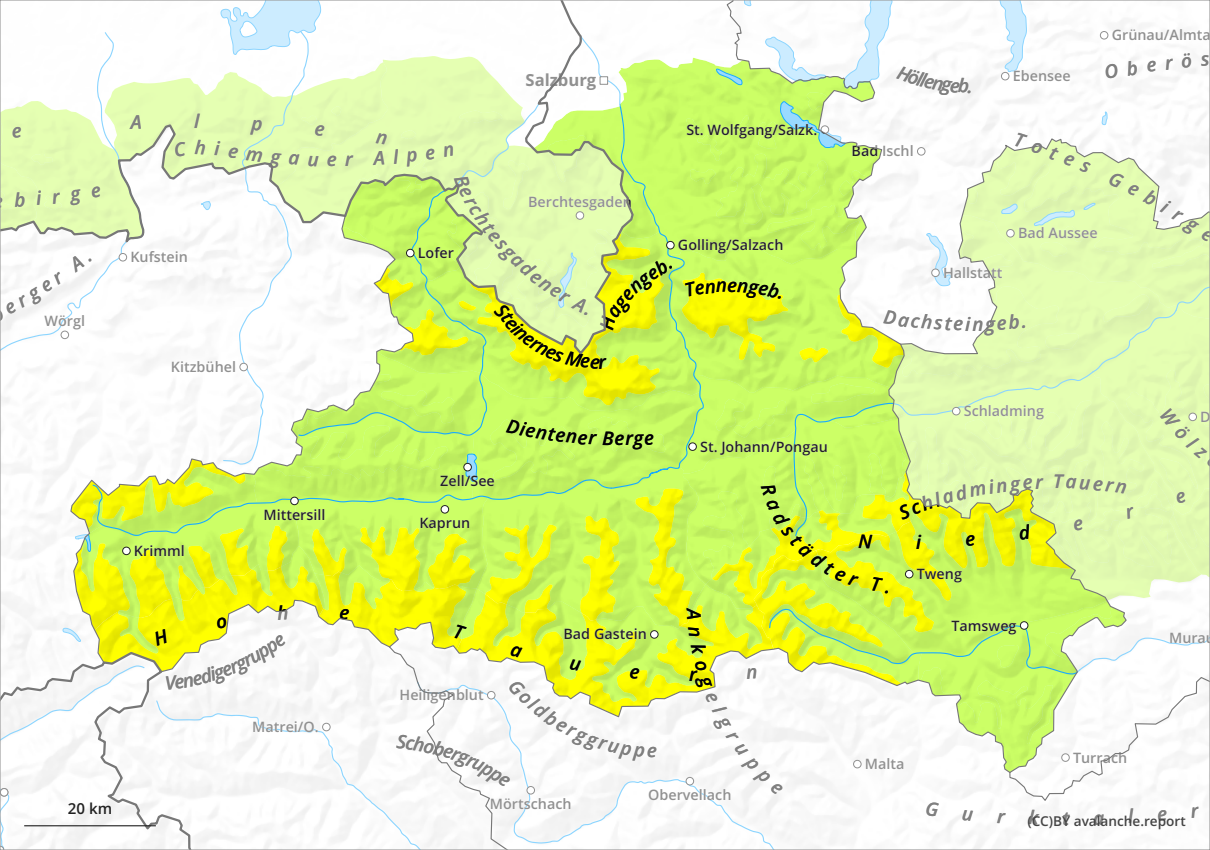 Grünau/Almta
Salzburg
Höllengeb.
Ebensee
Oberös
e
Alpen
St. Wolfgang/Salzk.
Chiemgauer Alpen
Bad Ischl
Totes Gebirge
ebirge
Berchtesgadener A.
Berchtesgaden
Bad Aussee
Kufstein
Lofer
Golling/Salzach
Hallstatt
berger A.
Hagengeb.
Tennengeb.
Wörgl
Steinernes Meer
Dachsteingeb.
Kitzbühel
Schladming
Wölz
D
Dientener Berge
St. Johann/Pongau
Zell/See
Schladminger Tauern
Mittersill
Kaprun
Radstädter T.
Nied
e r e
Krimml
Tweng
Hohe Tauern
Bad Gastein
Ankogelgruppe
Tamsweg
Murau
Venedigergruppe
Heiligenblut
Goldberggruppe
Matrei/O.
Schobergruppe
Malta
Turrach
Mörtschach
Obervellach
20 km
Gurktaler
(CC)BY avalanche.report